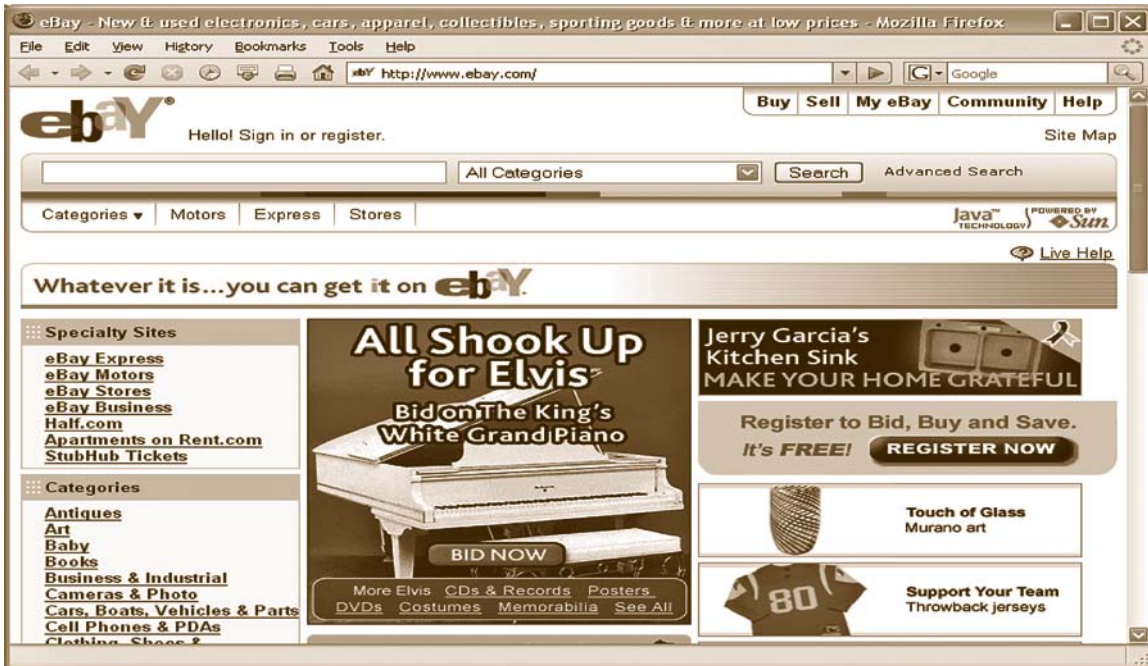 eBay - New & used electronics, cars, apparel, collectibles, sporting goods & more at low prices - Mozilla Firefox
File Edit View History Bookmarks Tools Help
http://www.ebay.com/ G Google
ebaY®
Buy Sell My eBay Community Help
Hello! Sign in or register.
Site Map
All Categories Search Advanced Search
Categories Motors Express Stores
Java™ TECHNOLOGY POWERED BY Sun
Live Help
Whatever it is...you can get it on ebaY.
Specialty Sites
eBay Express
eBay Motors
eBay Stores
eBay Business
Half.com
Apartments on Rent.com
StubHub Tickets
Categories
Antiques
Art
Baby
Books
Business & Industrial
Cameras & Photo
Cars, Boats, Vehicles & Parts
Cell Phones & PDAs
Clothing, Shoes &
All Shook Up
for Elvis
Bid on The King's
White Grand Piano
BID NOW
More Elvis CDs & Records Posters
DVDs Costumes Memorabilia See All
Jerry Garcia's
Kitchen Sink
MAKE YOUR HOME GRATEFUL
Register to Bid, Buy and Save.
It's FREE! REGISTER NOW
Touch of Glass
Murano art
80
Support Your Team
Throwback jerseys